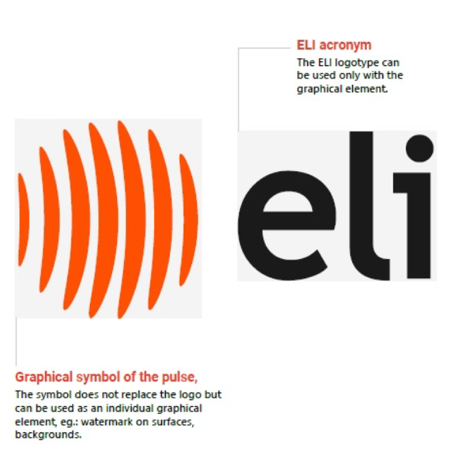 ELI acronym
The ELI logotype can
be used only with the
graphical element.
eli
Graphical symbol of the pulse,
The symbol does not replace the logo but
can be used as an individual graphical
element, eg.: watermark on surfaces,
backgrounds.